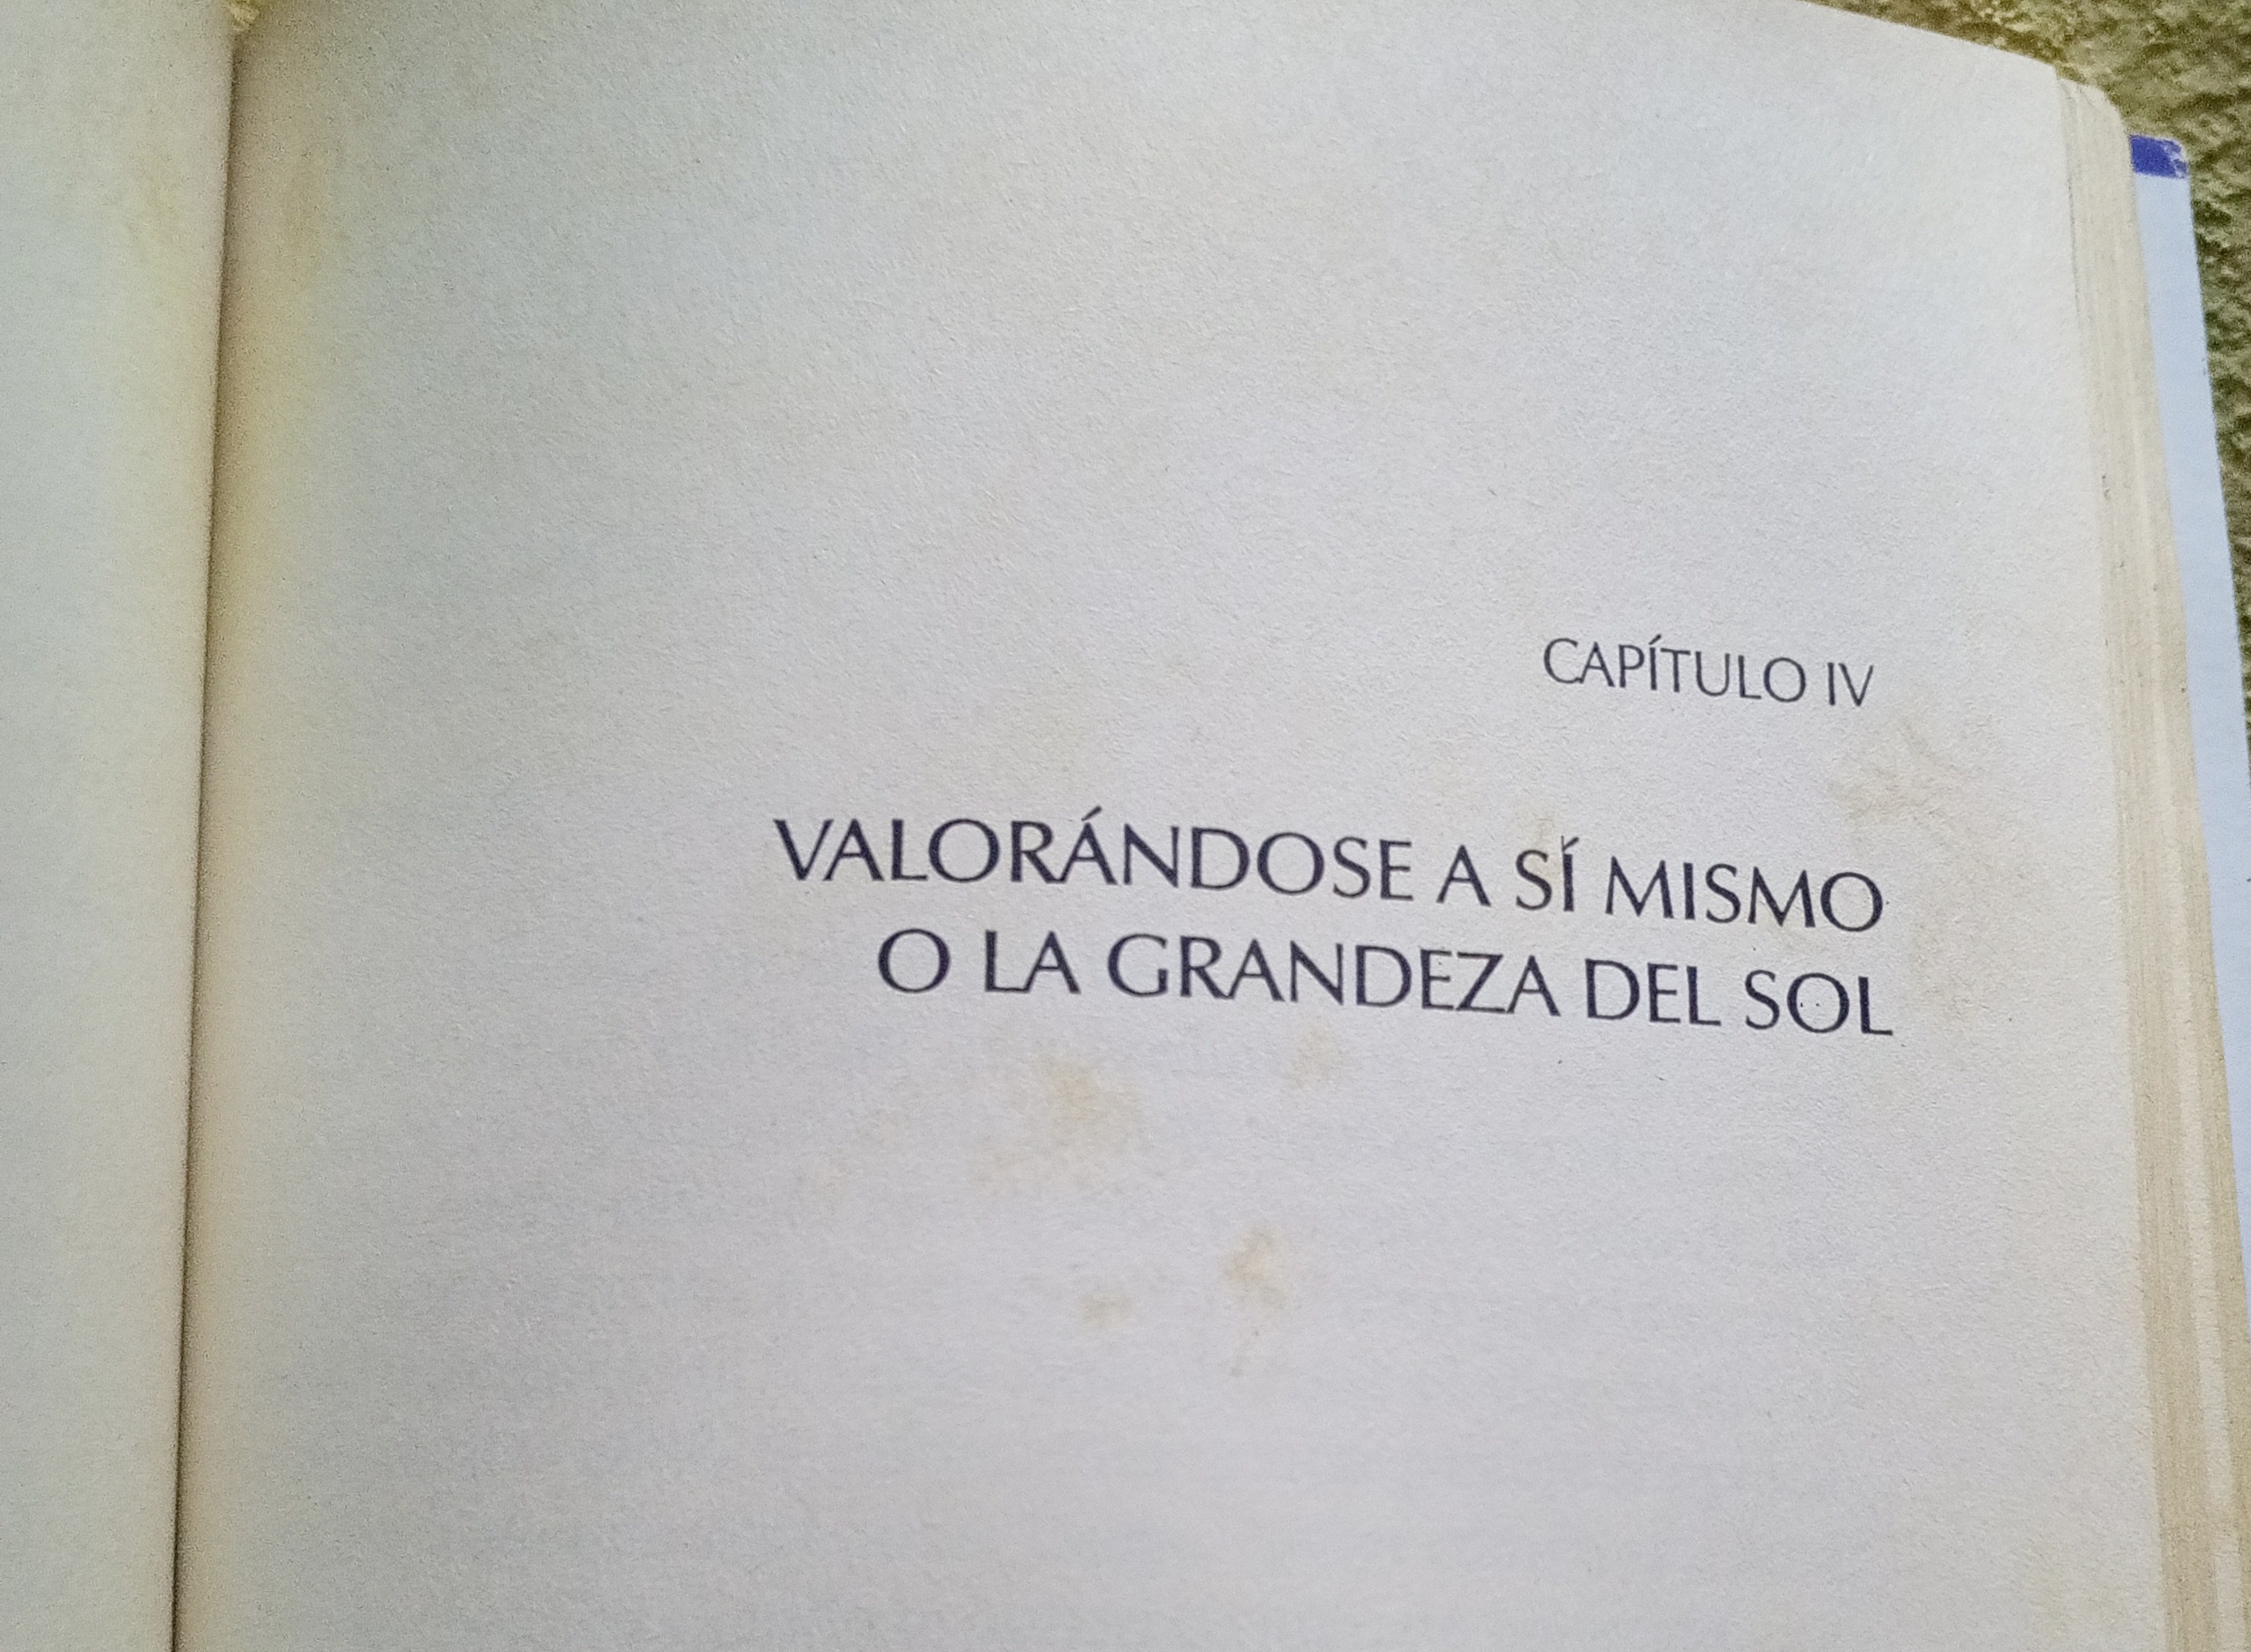 CAPÍTULO IV
VALORÁNDOSE A SÍ MISMO
O LA GRANDEZA DEL SOL